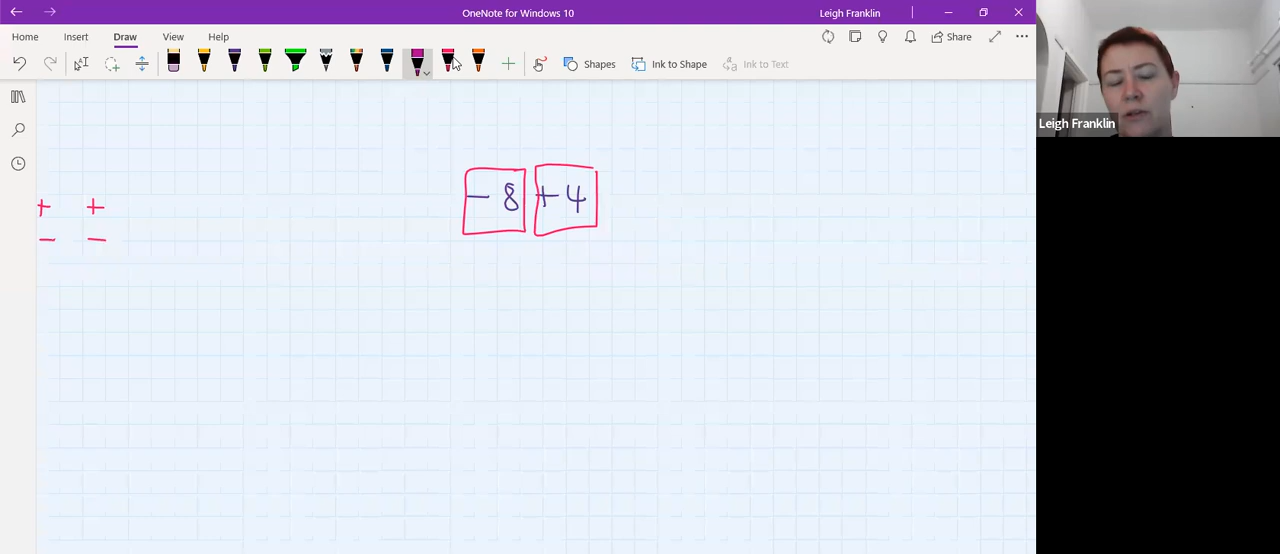 OneNote for Windows 10
Leigh Franklin
Home Insert Draw View Help
Share
Shapes Ink to Shape Ink to Text
Leigh Franklin
- 8 + 4
+ +
- -